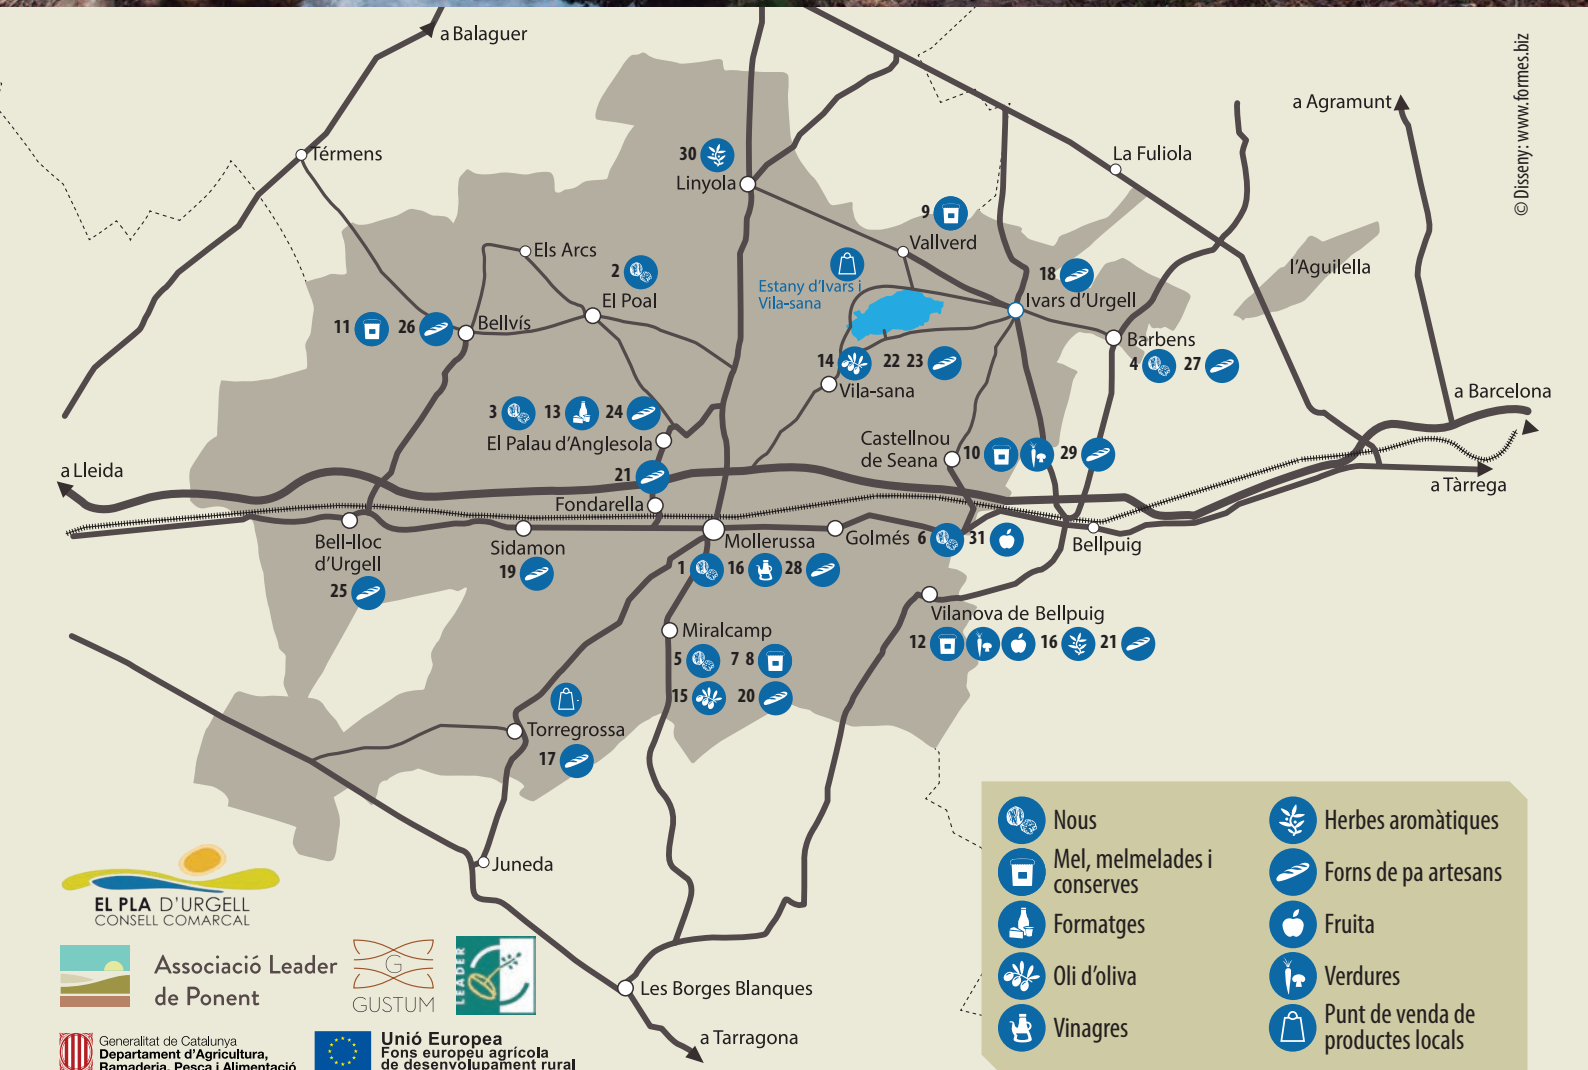 a Balaguer
© Disseny: www.formes.biz
a Agramunt
Térmens
La Fuliola
30
Linyola
9
Vallverd
Els Arcs
2
El Poal
Estany d'Ivars i
Vila-sana
18
Ivars d'Urgell
l'Aguilella
11 26
Bellvís
Barbens
4 27
14 22 23
Vila-sana
a Barcelona
3 13 24
El Palau d'Anglesola
Castellnou
de Seana
10 29
a Lleida
21
Fondarella
a Tàrrega
Bell-lloc
d'Urgell
25
Sidamon
19
Mollerussa
1 16 28
Golmés
6 31
Bellpuig
Vilanova de Bellpuig
12 16 21
Miralcamp
5 7 8
15 20
Torregrossa
17
Juneda
Les Borges Blanques
a Tarragona
Nous
Mel, melmelades i
conserves
Formatges
Oli d'oliva
Vinagres
Herbes aromàtiques
Forns de pa artesans
Fruita
Verdures
Punt de venda de
productes locals
EL PLA D'URGELL
CONSELL COMARCAL
Associació Leader
de Ponent
G
GUSTUM
LEADER
Generalitat de Catalunya
Departament d'Agricultura,
Ramaderia, Pesca i Alimentació
Unió Europea
Fons europeu agrícola
de desenvolupament rural